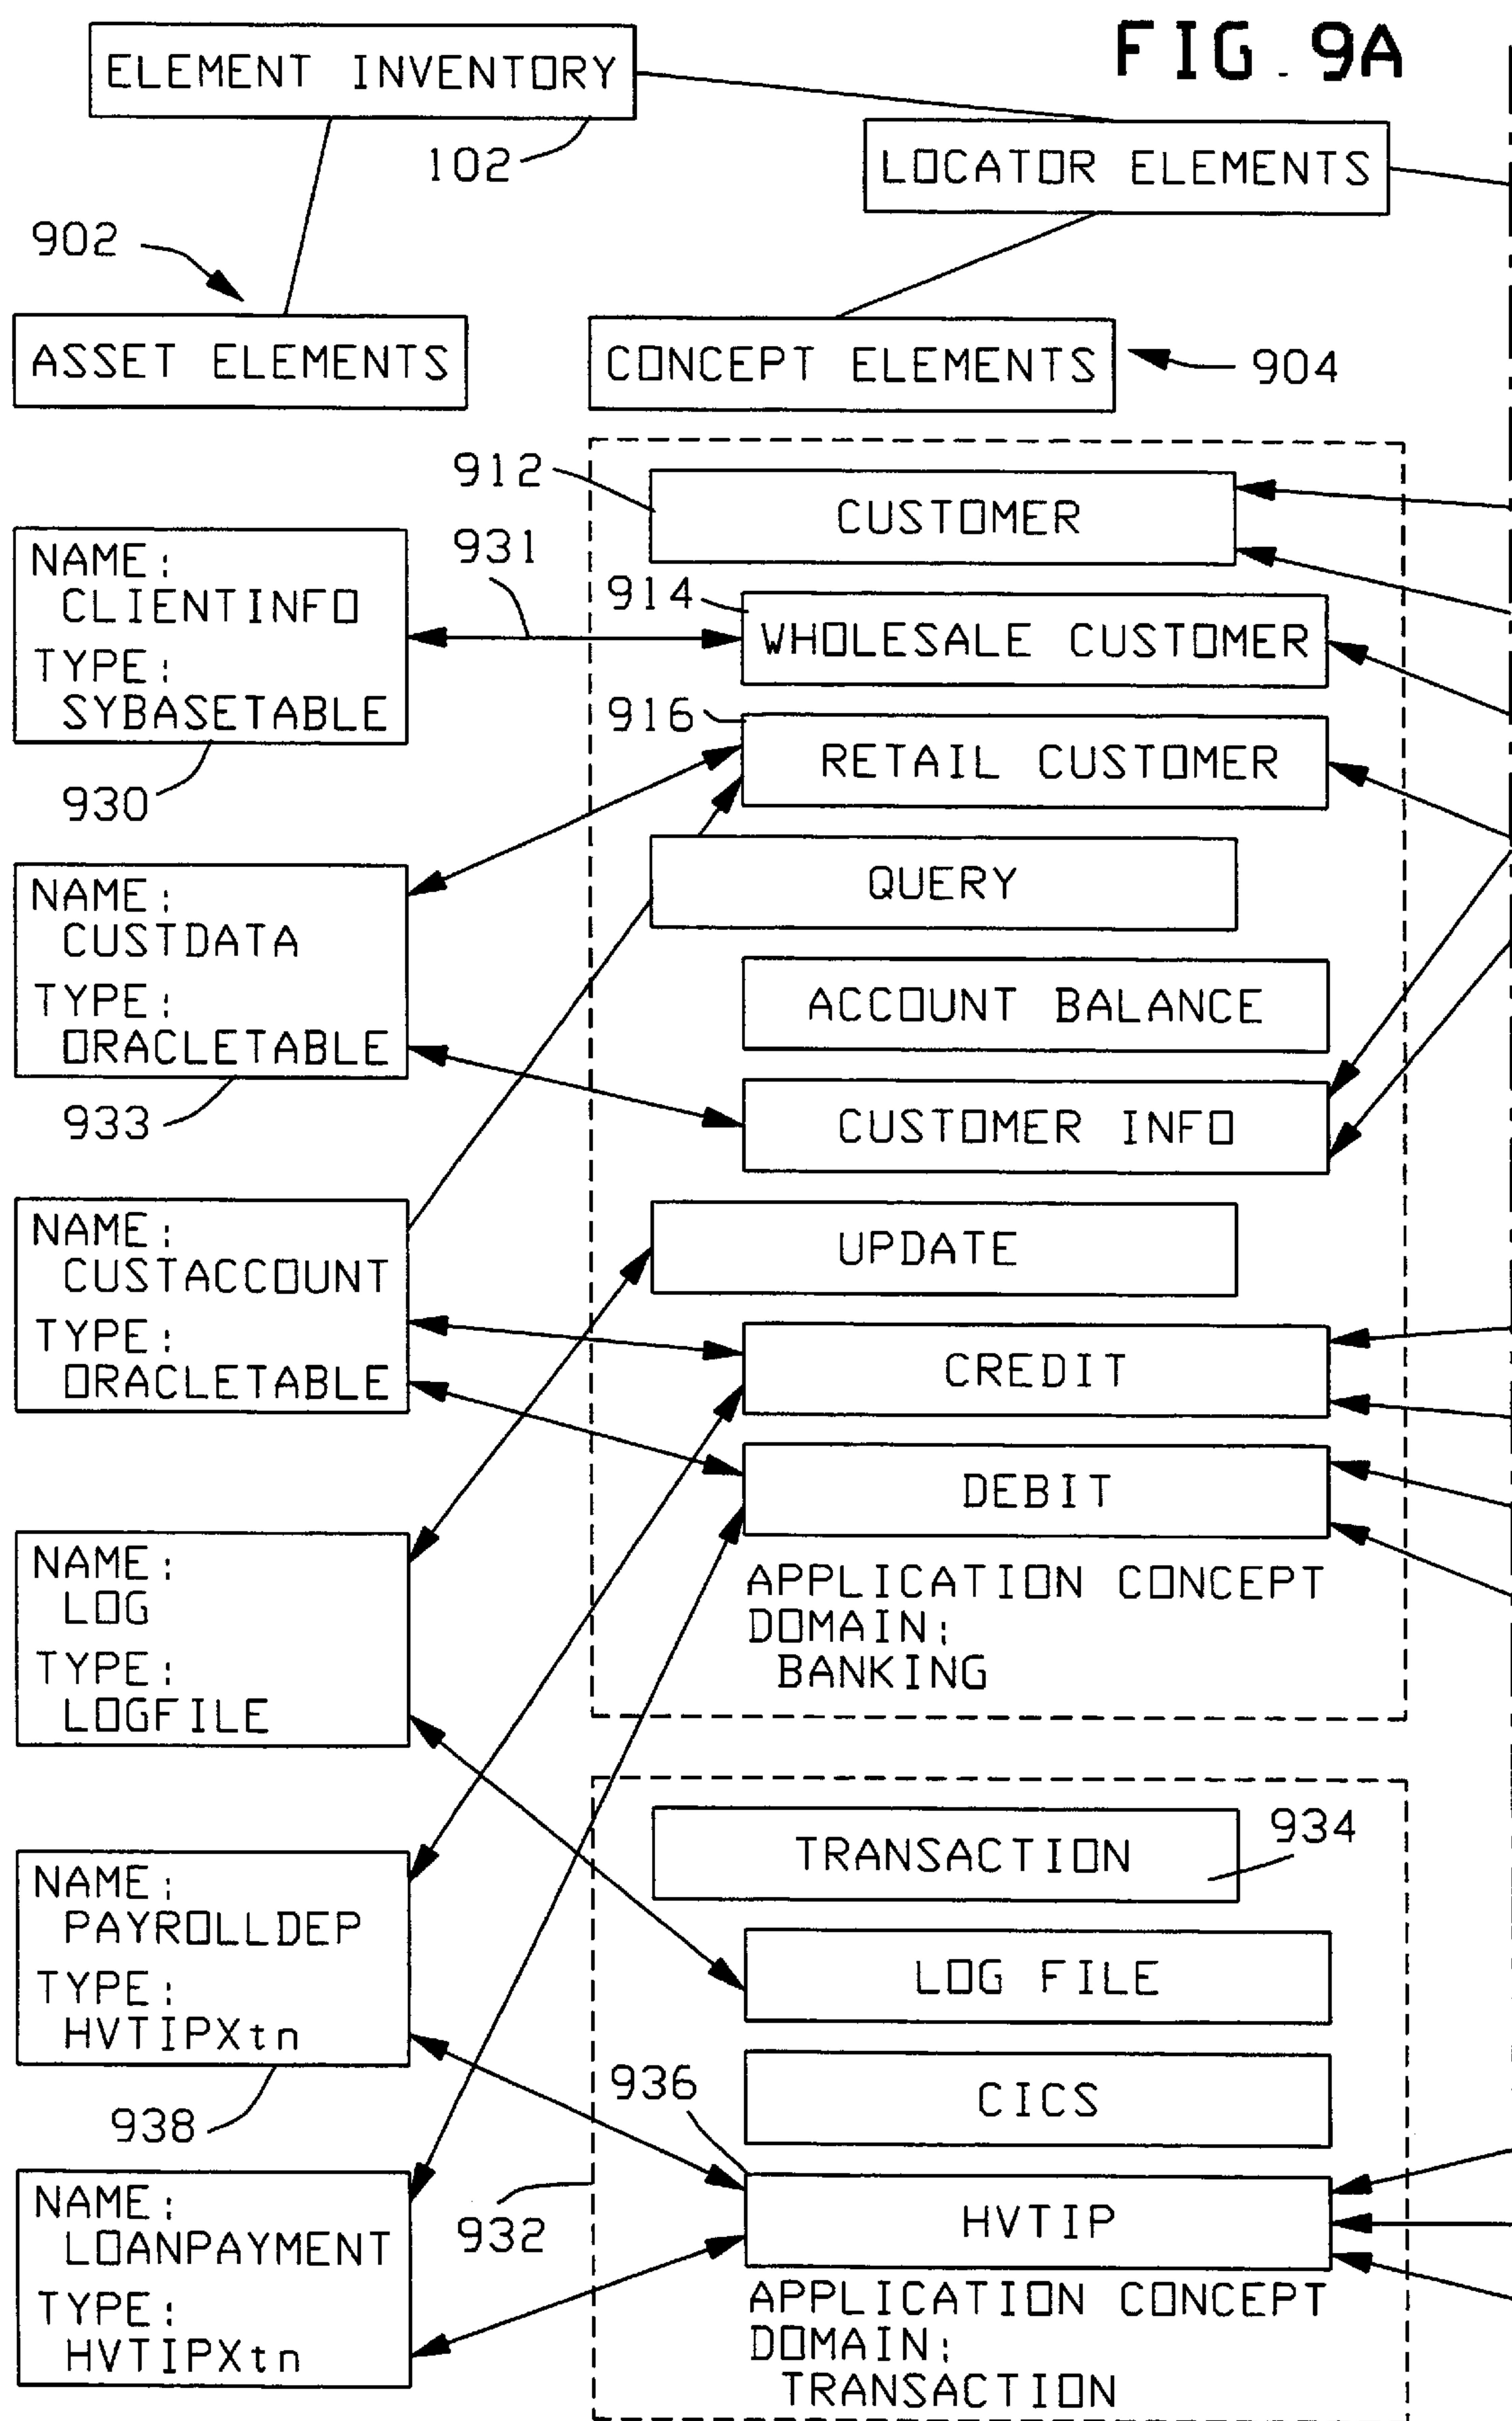 FIG. 9A
ELEMENT INVENTORY
102
LOCATOR ELEMENTS
902
ASSET ELEMENTS
CONCEPT ELEMENTS
904
912
CUSTOMER
NAME:
CLIENTINFO
TYPE:
SYBASETABLE
930
931
914
WHOLESALE CUSTOMER
916
RETAIL CUSTOMER
QUERY
NAME:
CUSTDATA
TYPE:
ORACLETABLE
933
ACCOUNT BALANCE
CUSTOMER INFO
NAME:
CUSTACCOUNT
TYPE:
ORACLETABLE
UPDATE
CREDIT
DEBIT
APPLICATION CONCEPT
DOMAIN:
BANKING
NAME:
LOG
TYPE:
LOGFILE
TRANSACTION
934
NAME:
PAYROLLDEP
TYPE:
HVTIPXtn
938
LOG FILE
CICS
936
HVTIP
932
NAME:
LOANPAYMENT
TYPE:
HVTIPXtn
APPLICATION CONCEPT
DOMAIN:
TRANSACTION